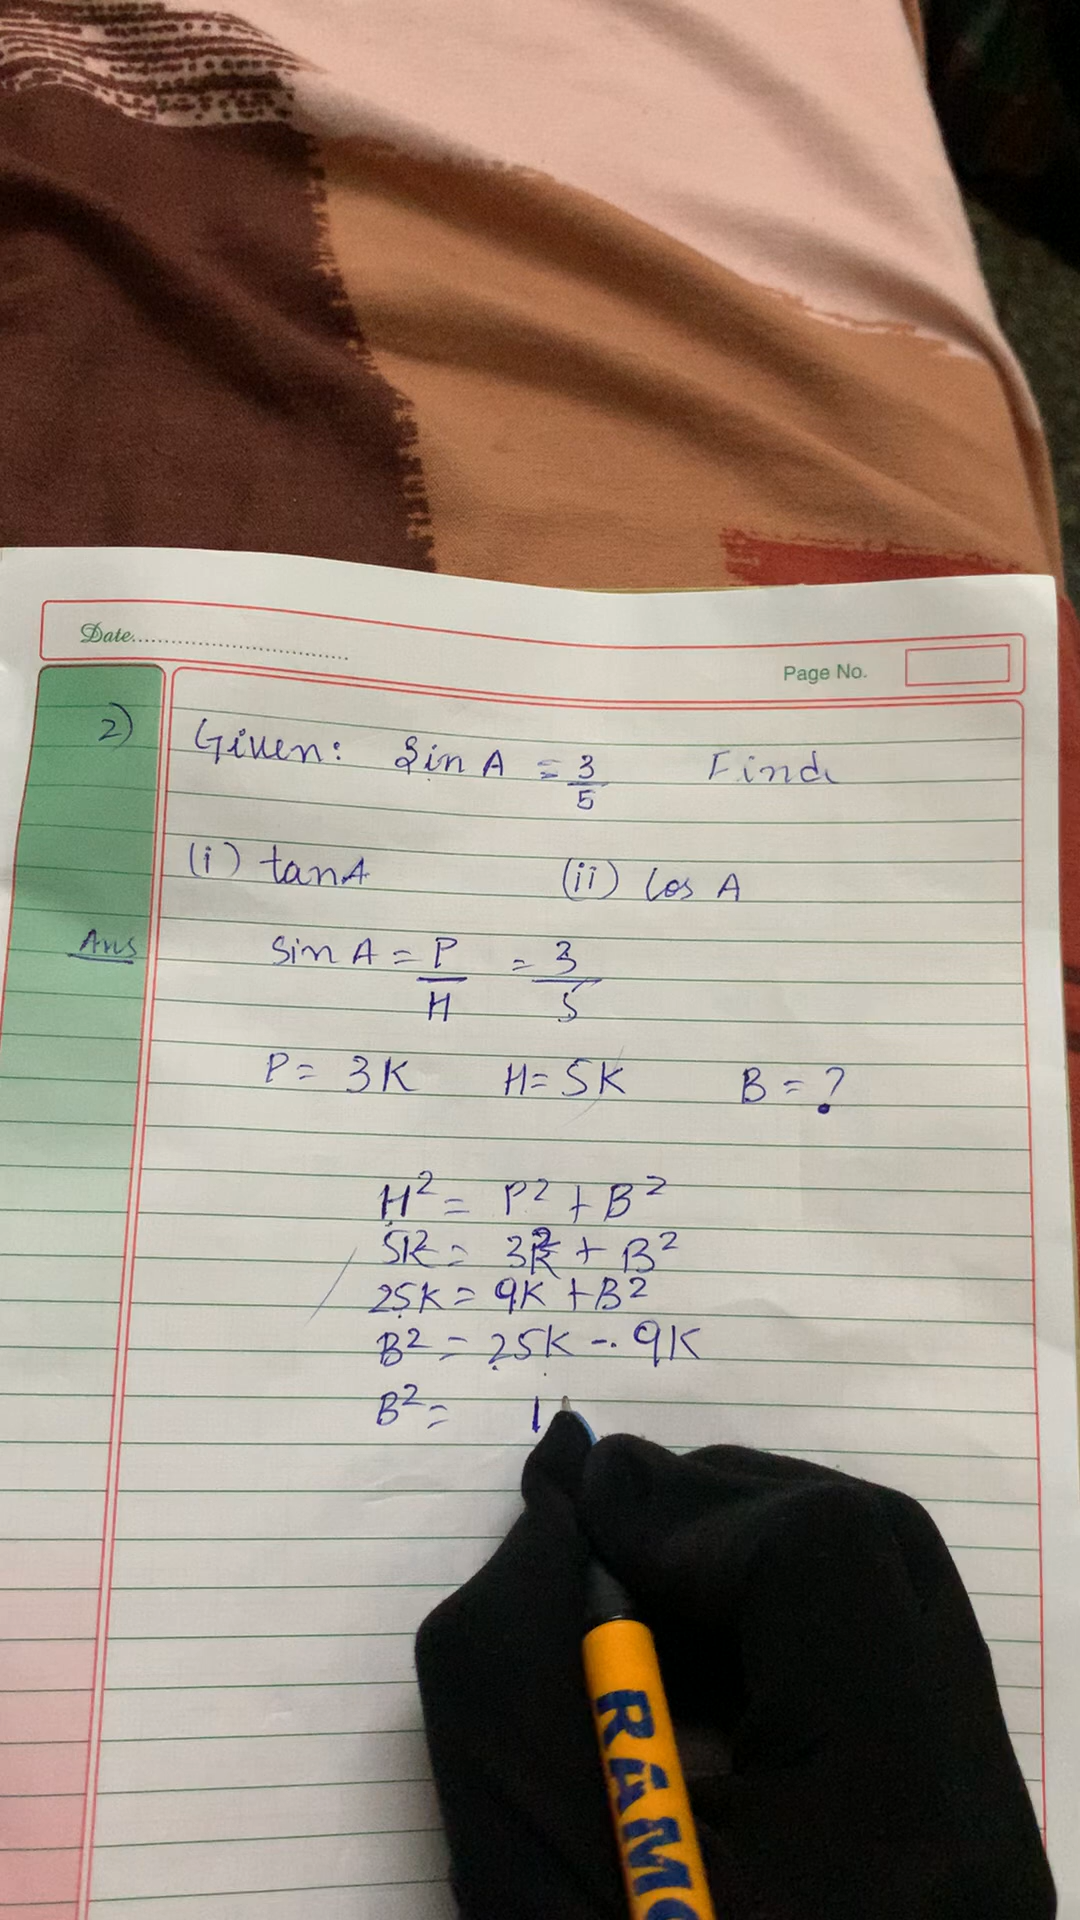 Date
Page No.
2) Given: Sin A = 3/5 Find
(i) tanA (ii) Cos A
Ans Sin A = P/H = 3/5
P = 3K H = 5K B = ?
H² = P² + B²
5K² = 3K² + B²
25K = 9K + B²
B² = 25K - 9K
B² = 1
RAMO